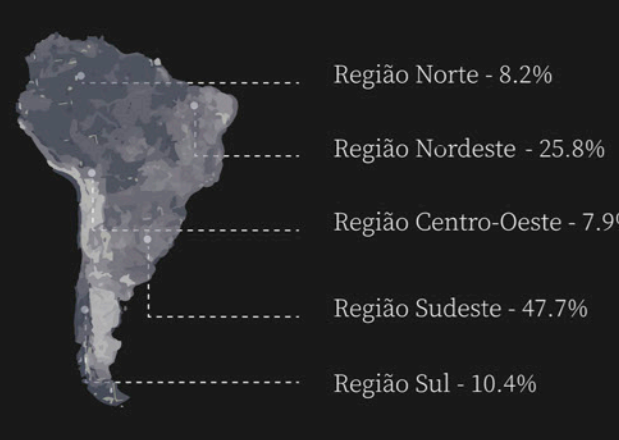 Região Norte - 8.2%
Região Nordeste - 25.8%
Região Centro-Oeste - 7.9%
Região Sudeste - 47.7%
Região Sul - 10.4%